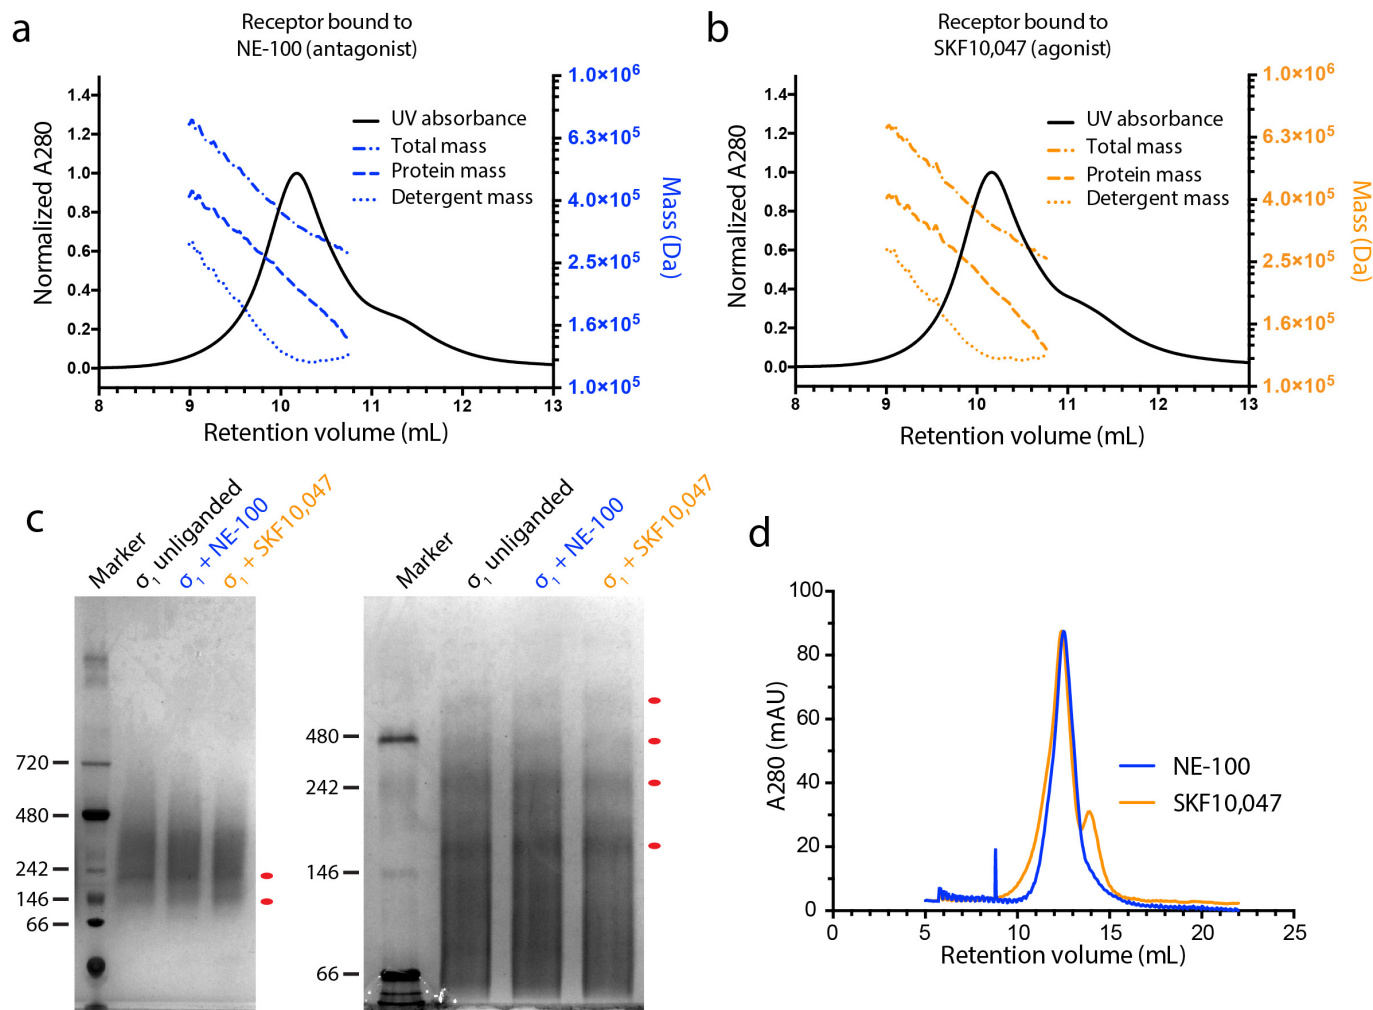 a
Receptor bound to
NE-100 (antagonist)
Normalized A280
1.4
1.2
1.0
0.8
0.6
0.4
0.2
0.0
UV absorbance
Total mass
Protein mass
Detergent mass
1.0×10⁶
6.3×10⁵
4.0×10⁵
2.5×10⁵
1.6×10⁵
1.0×10⁵
Mass (Da)
8 9 10 11 12 13
Retention volume (mL)
b
Receptor bound to
SKF10,047 (agonist)
Normalized A280
1.4
1.2
1.0
0.8
0.6
0.4
0.2
0.0
UV absorbance
Total mass
Protein mass
Detergent mass
1.0×10⁶
6.3×10⁵
4.0×10⁵
2.5×10⁵
1.6×10⁵
1.0×10⁵
Mass (Da)
8 9 10 11 12 13
Retention volume (mL)
c
Marker
σ₁ unliganded
σ₁ + NE-100
σ₁ + SKF10,047
720
480
242
146
66
Marker
σ₁ unliganded
σ₁ + NE-100
σ₁ + SKF10,047
480
242
146
66
d
A280 (mAU)
100
80
60
40
20
0
NE-100
SKF10,047
0 5 10 15 20 25
Retention volume (mL)